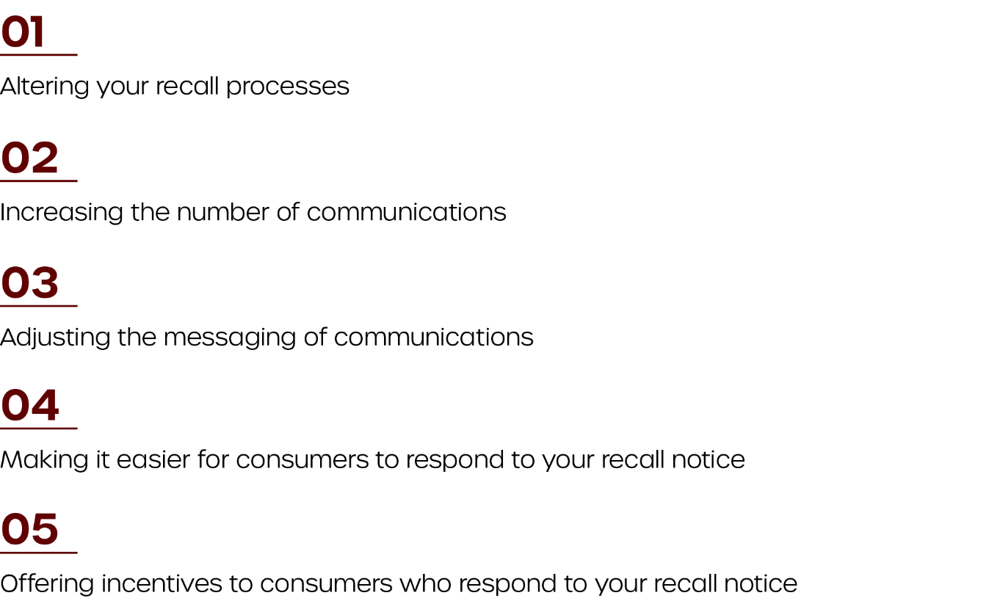 01
Altering your recall processes
02
Increasing the number of communications
03
Adjusting the messaging of communications
04
Making it easier for consumers to respond to your recall notice
05
Offering incentives to consumers who respond to your recall notice